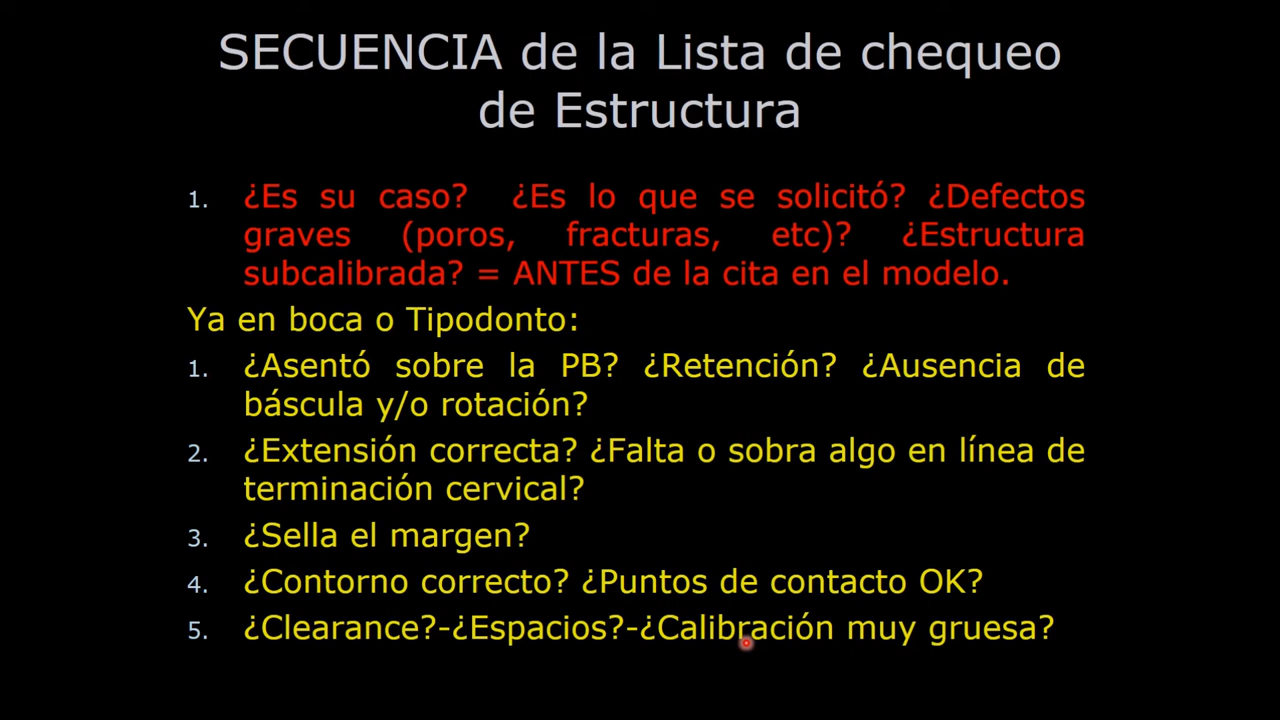 SECUENCIA de la Lista de chequeo
de Estructura
1. ¿Es su caso? ¿Es lo que se solicitó? ¿Defectos
graves (poros, fracturas, etc)? ¿Estructura
subcalibrada? = ANTES de la cita en el modelo.
Ya en boca o Tipodonto:
1. ¿Asentó sobre la PB? ¿Retención? ¿Ausencia de
báscula y/o rotación?
2. ¿Extensión correcta? ¿Falta o sobra algo en línea de
terminación cervical?
3. ¿Sella el margen?
4. ¿Contorno correcto? ¿Puntos de contacto OK?
5. ¿Clearance?-¿Espacios?-¿Calibración muy gruesa?